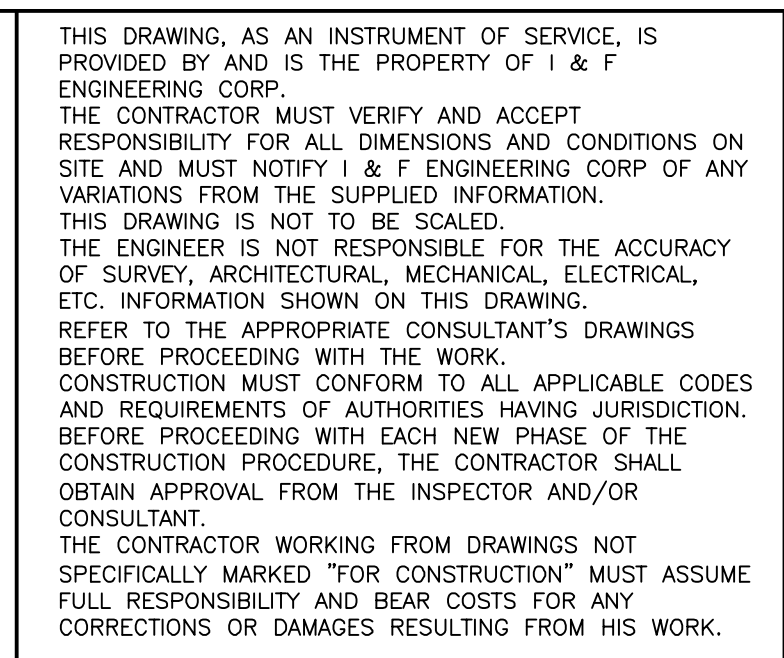 THIS DRAWING, AS AN INSTRUMENT OF SERVICE, IS
PROVIDED BY AND IS THE PROPERTY OF I & F
ENGINEERING CORP.
THE CONTRACTOR MUST VERIFY AND ACCEPT
RESPONSIBILITY FOR ALL DIMENSIONS AND CONDITIONS ON
SITE AND MUST NOTIFY I & F ENGINEERING CORP OF ANY
VARIATIONS FROM THE SUPPLIED INFORMATION.
THIS DRAWING IS NOT TO BE SCALED.
THE ENGINEER IS NOT RESPONSIBLE FOR THE ACCURACY
OF SURVEY, ARCHITECTURAL, MECHANICAL, ELECTRICAL,
ETC. INFORMATION SHOWN ON THIS DRAWING.
REFER TO THE APPROPRIATE CONSULTANT'S DRAWINGS
BEFORE PROCEEDING WITH THE WORK.
CONSTRUCTION MUST CONFORM TO ALL APPLICABLE CODES
AND REQUIREMENTS OF AUTHORITIES HAVING JURISDICTION.
BEFORE PROCEEDING WITH EACH NEW PHASE OF THE
CONSTRUCTION PROCEDURE, THE CONTRACTOR SHALL
OBTAIN APPROVAL FROM THE INSPECTOR AND/OR
CONSULTANT.
THE CONTRACTOR WORKING FROM DRAWINGS NOT
SPECIFICALLY MARKED "FOR CONSTRUCTION" MUST ASSUME
FULL RESPONSIBILITY AND BEAR COSTS FOR ANY
CORRECTIONS OR DAMAGES RESULTING FROM HIS WORK.